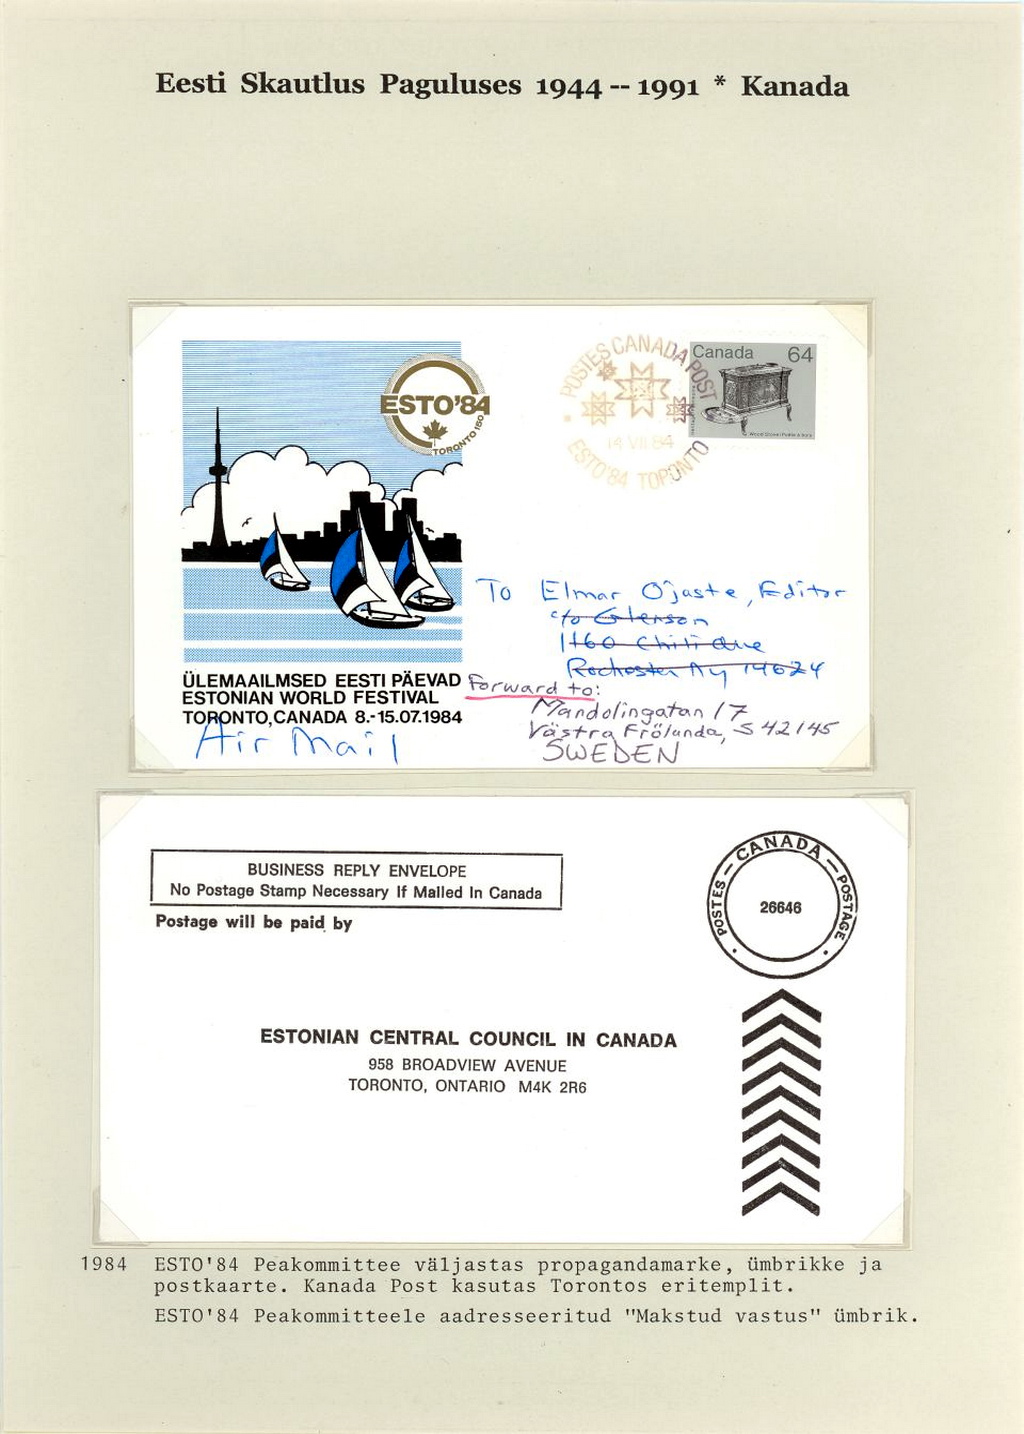 Eesti Skautlus Paguluses 1944 -- 1991 * Kanada
ESTO'84
TORONTO 150
POSTES CANADA POST
14 VII 84
ESTO'84 TORONTO
Canada 64
ÜLEMAAILMSED EESTI PÄEVAD
ESTONIAN WORLD FESTIVAL
TORONTO, CANADA 8.-15.07.1984
Air Mail
To Elmar Ojaste, Editor
c/o Glenson
1160 Chili Ave
Rochester Ny 14624
Forward to:
Mandolingatan 17
Västra Frölunda, S 42145
SWEDEN
BUSINESS REPLY ENVELOPE
No Postage Stamp Necessary If Mailed In Canada
Postage will be paid by
CANADA
POSTES POSTAGE
26646
ESTONIAN CENTRAL COUNCIL IN CANADA
958 BROADVIEW AVENUE
TORONTO, ONTARIO M4K 2R6
1984 ESTO'84 Peakommittee väljastas propagandamarke, ümbrikke ja
postkaarte. Kanada Post kasutas Torontos eritemplit.
ESTO'84 Peakommitteele aadresseeritud "Makstud vastus" ümbrik.